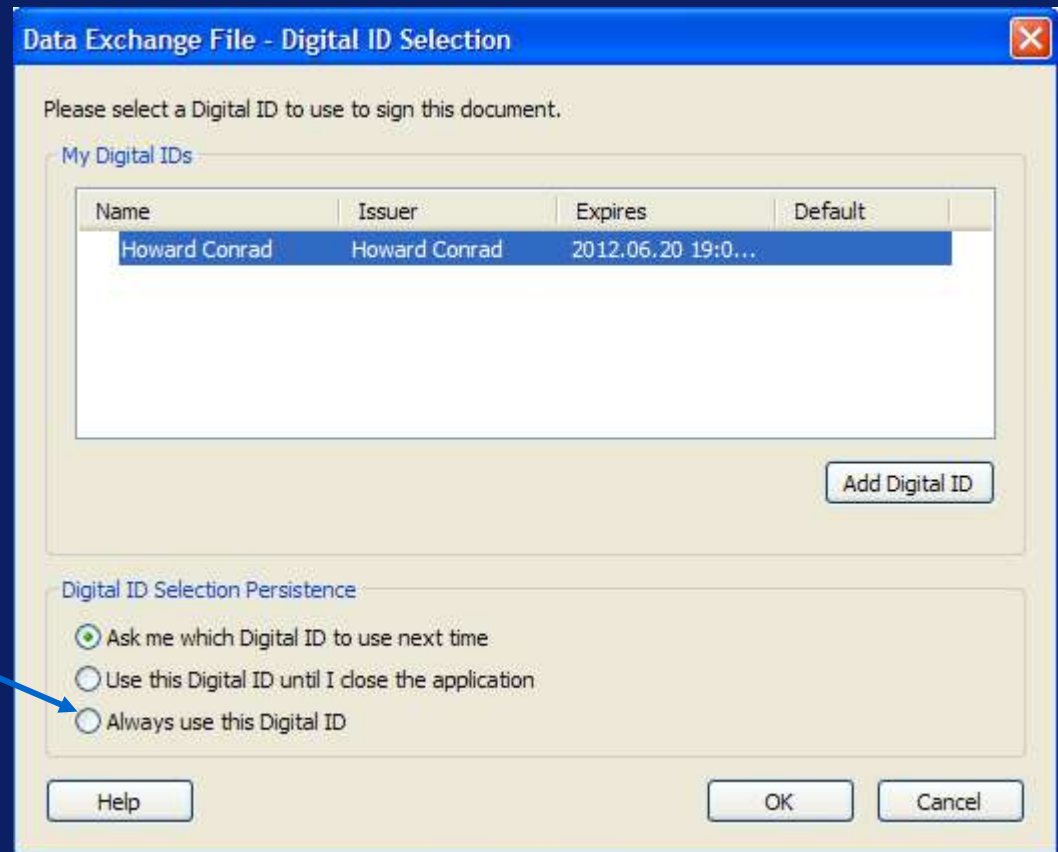 Data Exchange File - Digital ID Selection
Please select a Digital ID to use to sign this document.
My Digital IDs
Name Issuer Expires Default
Howard Conrad Howard Conrad 2012.06.20 19:0...
Add Digital ID
Digital ID Selection Persistence
Ask me which Digital ID to use next time
Use this Digital ID until I close the application
Always use this Digital ID
Help OK Cancel